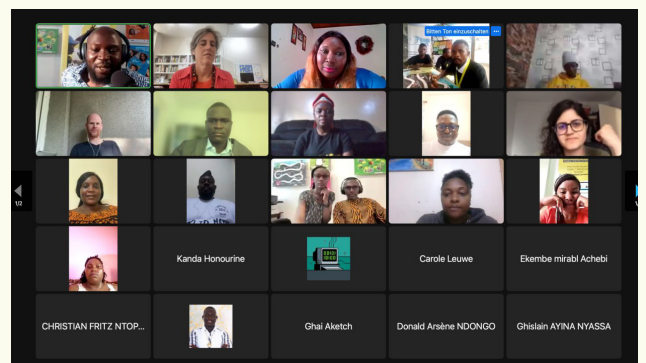 Bitten Ton einzuschalten ...
1/2
Kanda Honourine
Carole Leuwe
Ekembe mirabl Achebi
CHRISTIAN FRITZ NTOP...
Ghai Aketch
Donald Arsène NDONGO
Ghislain AYINA NYASSA